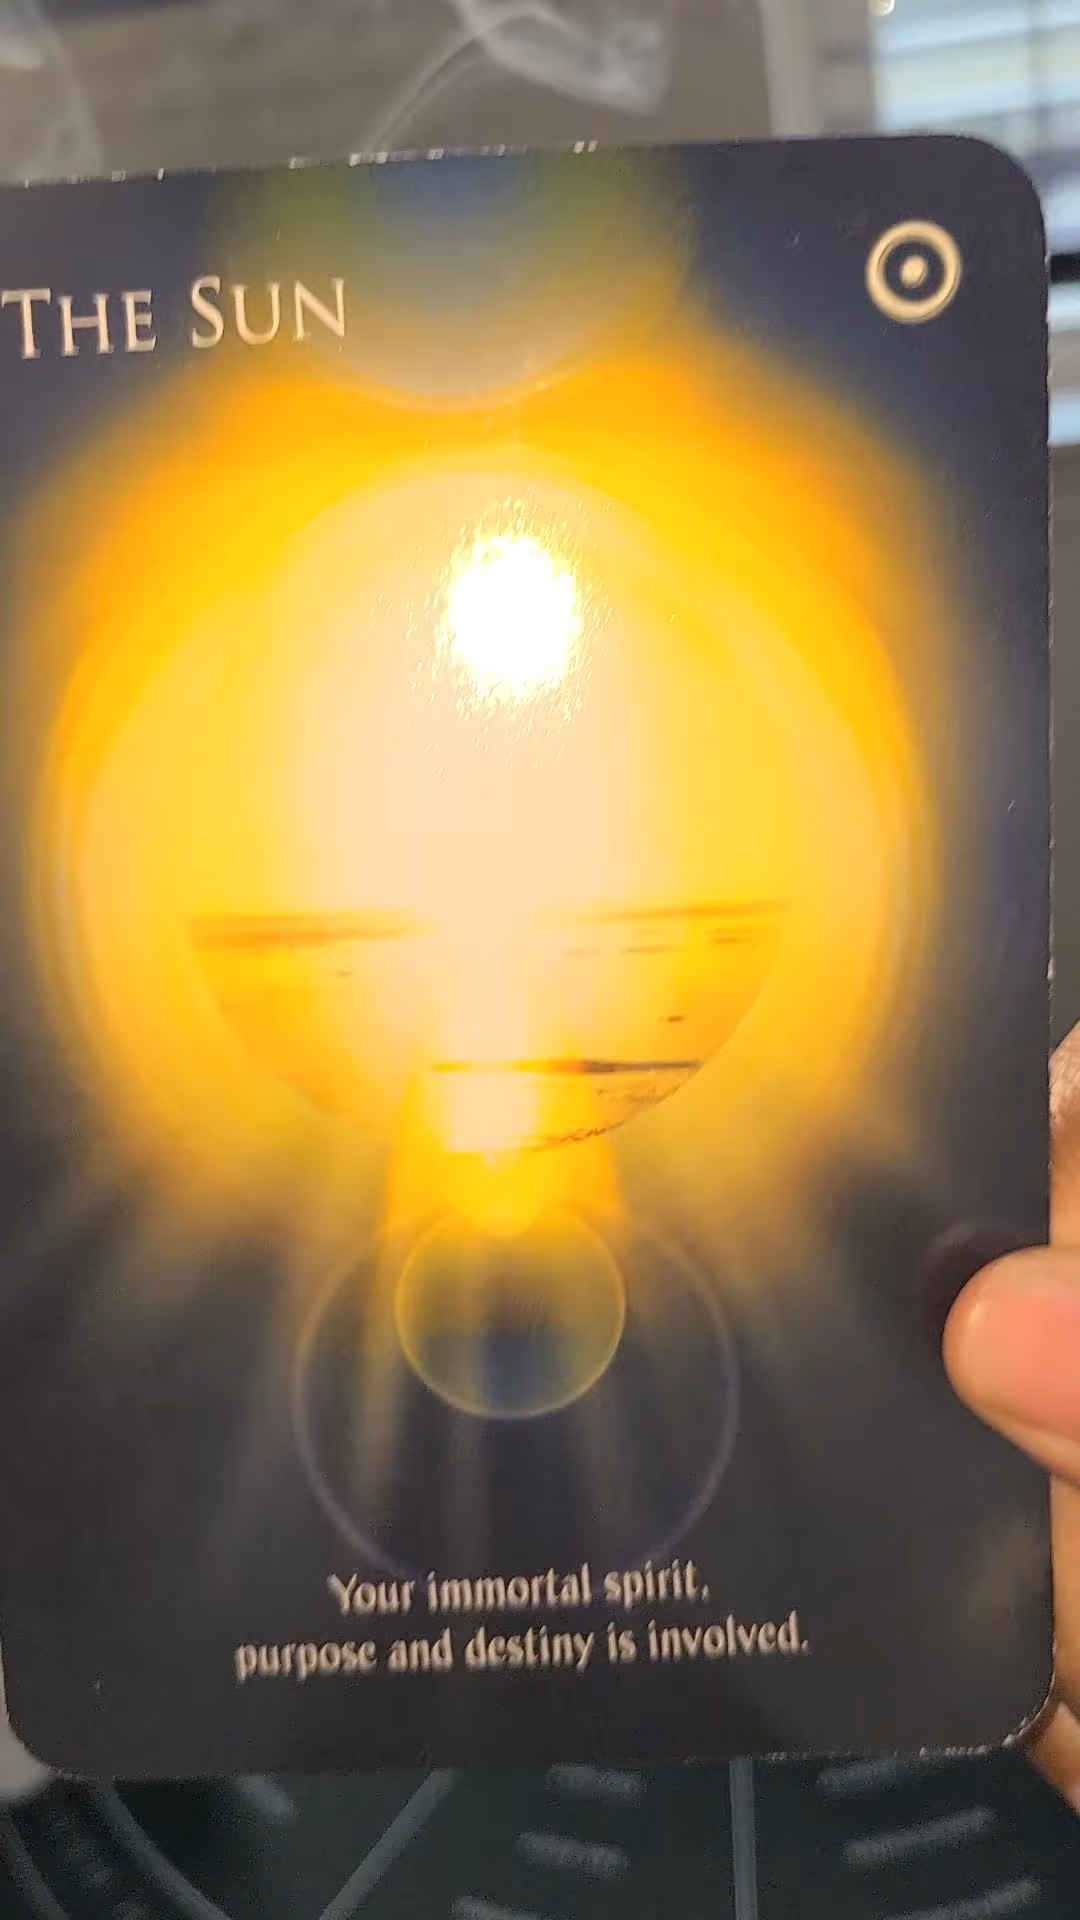 THE SUN
Your immortal spirit,
purpose and destiny is involved.